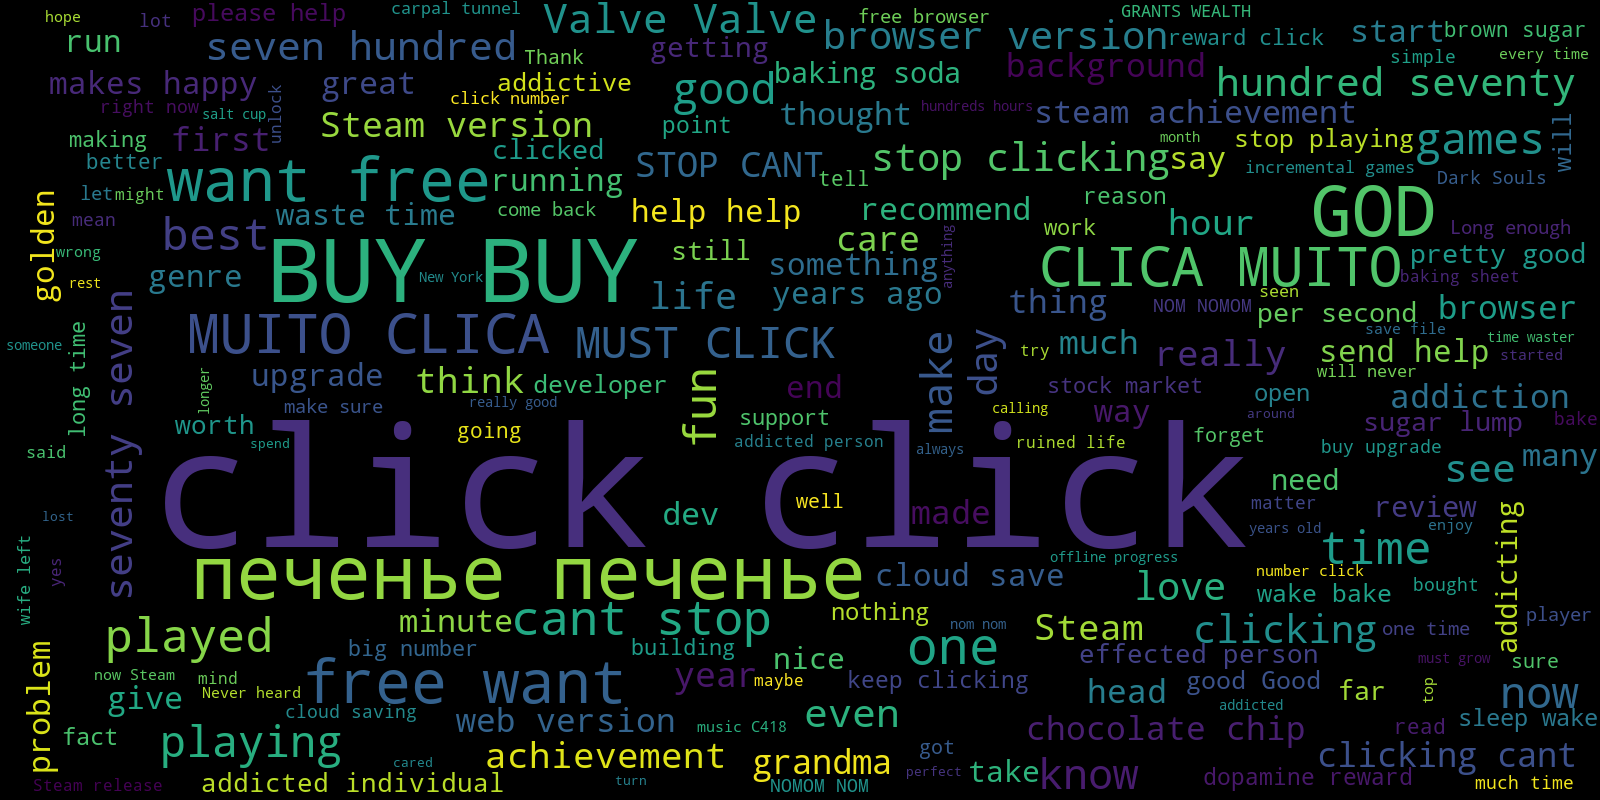 hope
lot
please help
carpal tunnel
Valve Valve
free browser
GRANTS WEALTH
run
seven hundred
Thank
getting
browser version
reward click
start
brown sugar
simple
every time
makes happy
great
addictive
good
baking soda
background
hundred seventy
right now
salt cup
unlock
click number
thought
hundreds hours
steam achievement
making
first
Steam version
point
month
stop playing
games
will
better
want free
clicked
STOP CANT
stop clicking
say
incremental games
let
might
running
tell
Dark Souls
golden
mean
waste time
come back
help help
recommend
reason
GOD
best
care
work
hour
Long enough
wrong
BUY BUY
still
anything
CLICA MUITO
pretty good
rest
genre
New York
something
baking sheet
seventy seven
life
years ago
thing
NOM NOMOM
seen
per second
browser
someone
long time
MUITO CLICA
MUST CLICK
make
day
try
much
really
save file
send help
time waster
started
longer
upgrade
think
developer
fun
end
stock market
will never
open
addiction
make sure
really good
support
calling
way
around
sugar lump
bake
said
worth
spend
going
addicted person
always
ruined life
forget
buy upgrade
see
many
click click
well
need
lost
dev
made
matter
review
years old
enjoy
addicting
wife left
yes
печенье печенье
cloud save
offline progress
number click
time
love
wake bake
bought
played
minute
cant stop
nothing
nom nom
Steam
clicking
one time
player
problem
big number
building
nice
one
effected person
must grow
sure
now Steam
mind
Never heard
free want
year
maybe
keep clicking
head
good Good
far
top
now
give
cloud saving
web version
music C418
even
addicted
sleep wake
fact
playing
achievement
grandma
got
chocolate chip
read
clicking cant
Steam release
addicted individual
cared
turn
NOMOM NOM
perfect
take
know
dopamine reward
much time